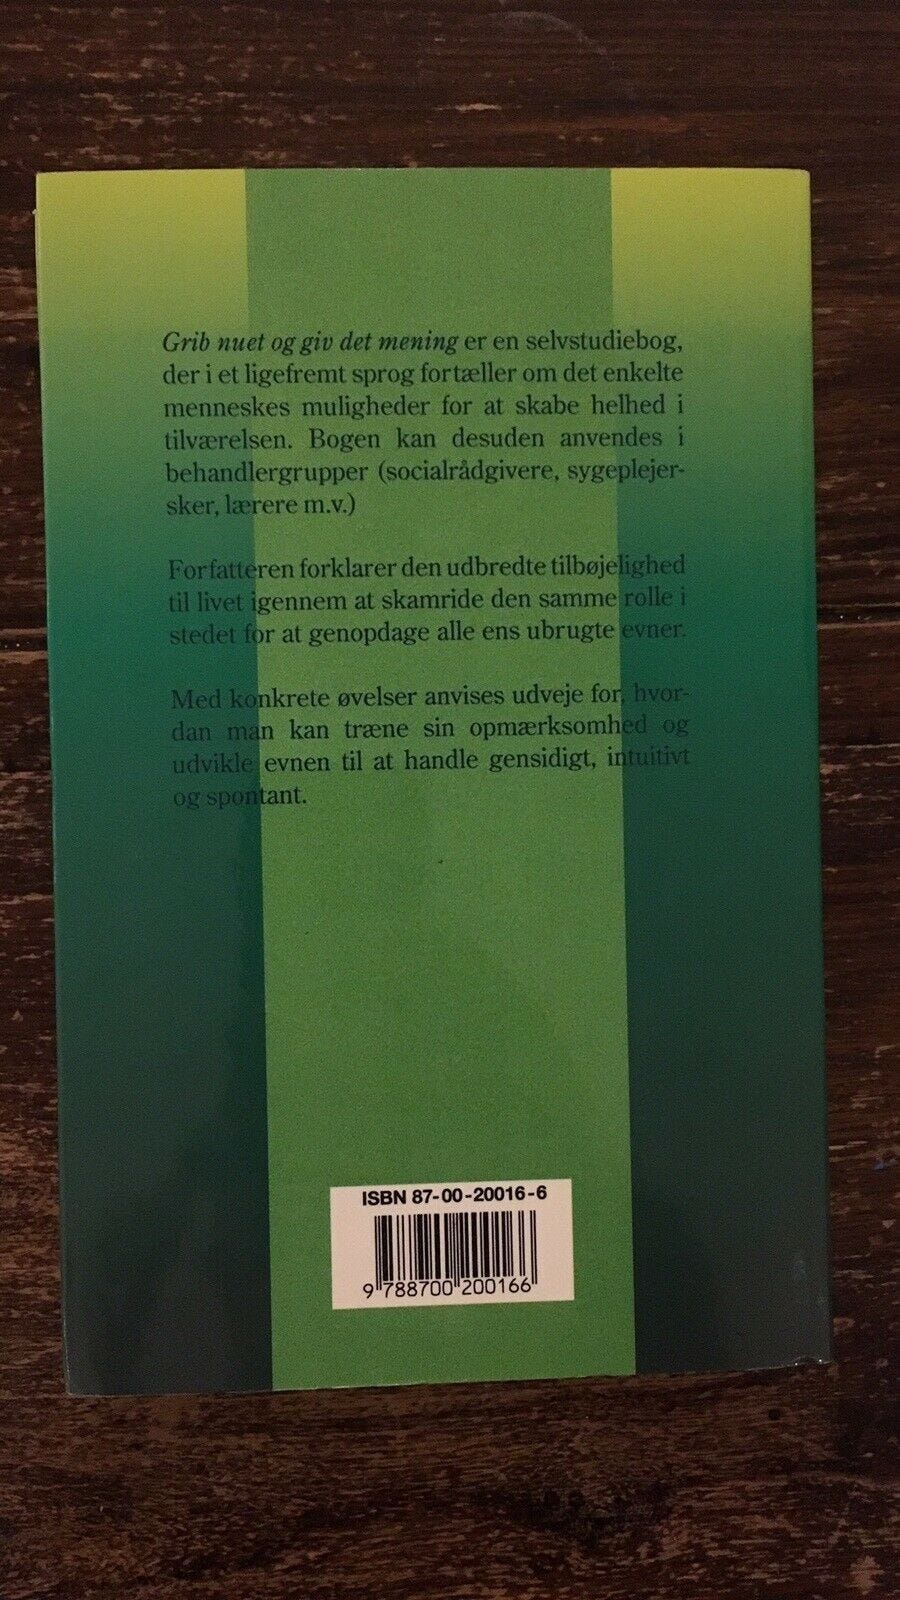 Grib nuet og giv det mening er en selvstudiebog,
der i et ligefremt sprog fortæller om det enkelte
menneskes muligheder for at skabe helhed i
tilværelsen. Bogen kan desuden anvendes i
behandlergrupper (socialrådgivere, sygeplejer-
sker, lærere m.v.)
Forfatteren forklarer den udbredte tilbøjelighed
til livet igennem at skamride den samme rolle i
stedet for at genopdage alle ens ubrugte evner.
Med konkrete øvelser anvises udveje for, hvor-
dan man kan træne sin opmærksomhed og
udvikle evnen til at handle gensidigt, intuitivt
og spontant.
ISBN 87-00-20016-6
9 788700 200166